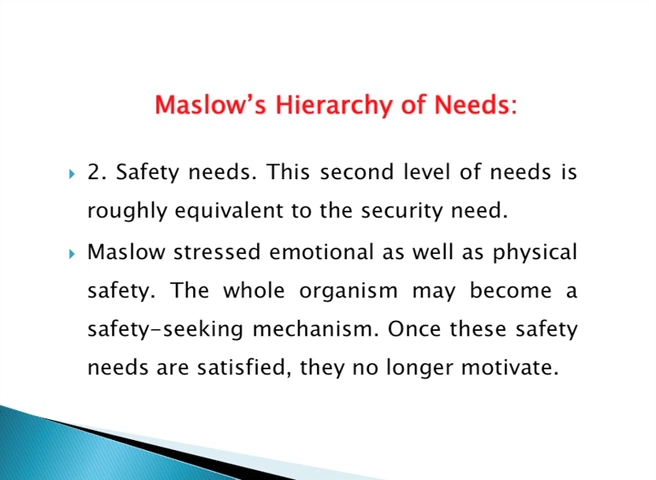 Maslow’s Hierarchy of Needs:
2. Safety needs. This second level of needs is
roughly equivalent to the security need.
Maslow stressed emotional as well as physical
safety. The whole organism may become a
safety-seeking mechanism. Once these safety
needs are satisfied, they no longer motivate.